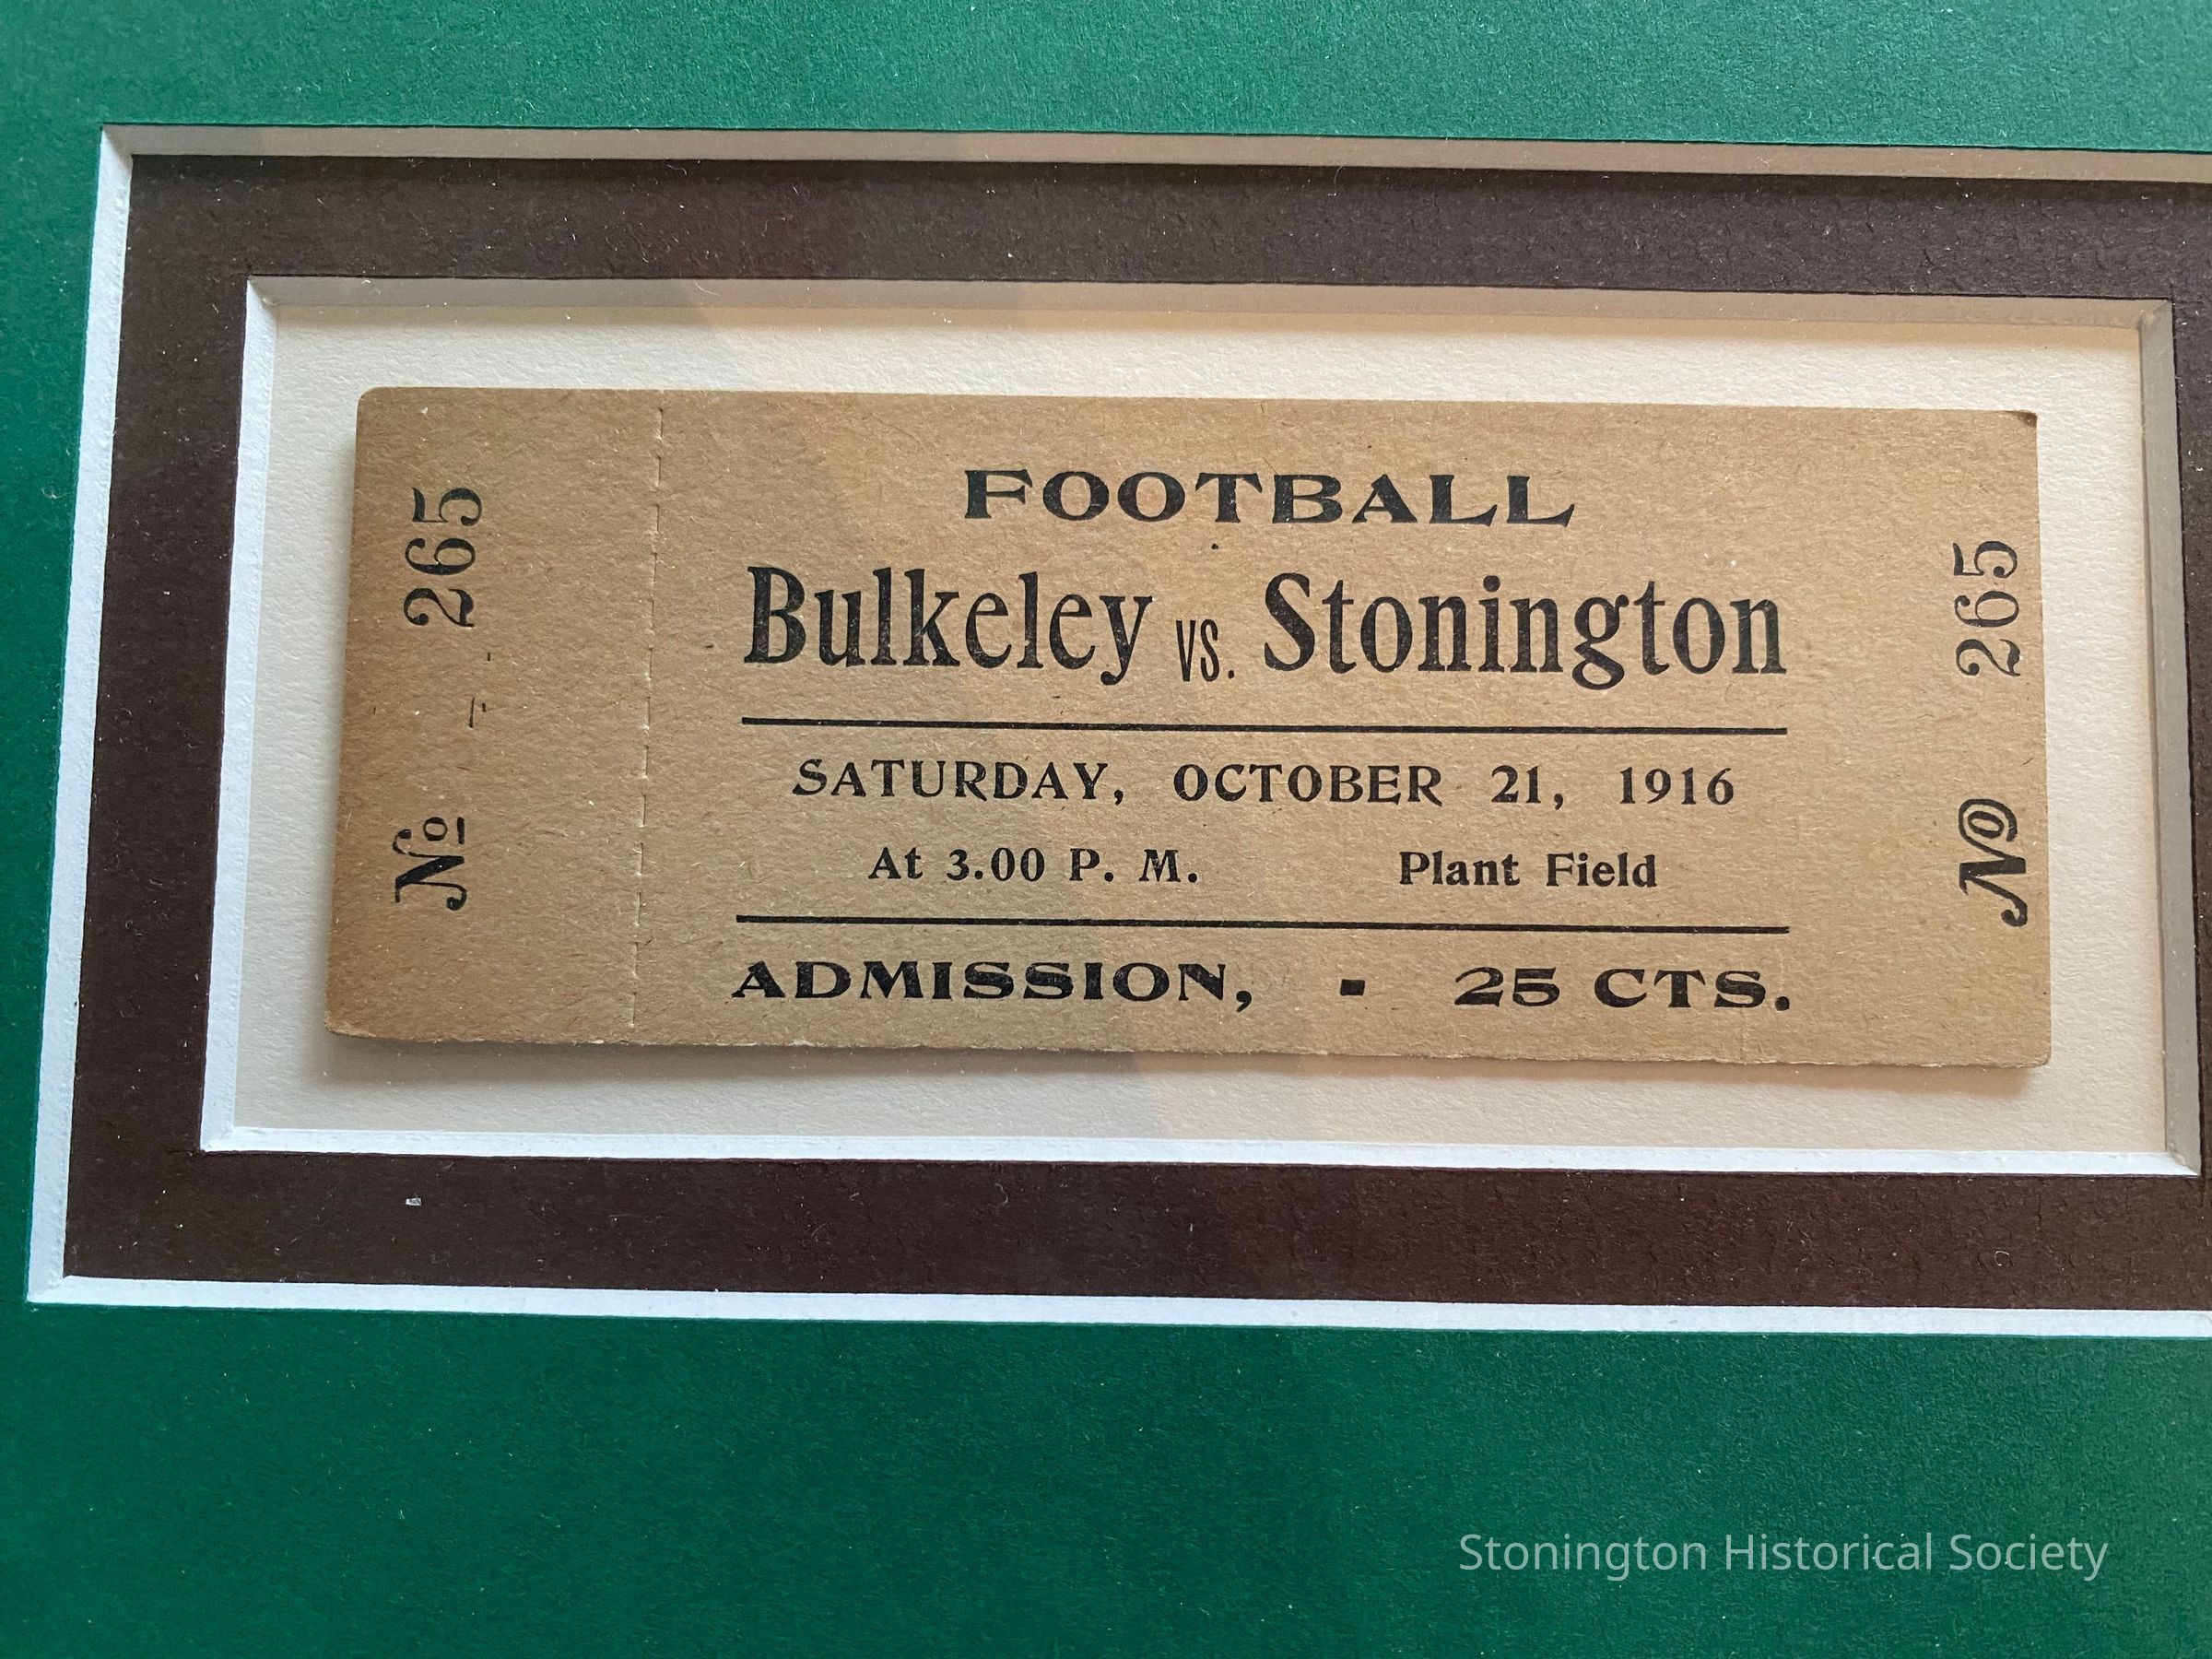 № 265
FOOTBALL
Bulkeley vs. Stonington
SATURDAY, OCTOBER 21, 1916
At 3.00 P. M. Plant Field
ADMISSION, - 25 CTS.
№ 265
Stonington Historical Society